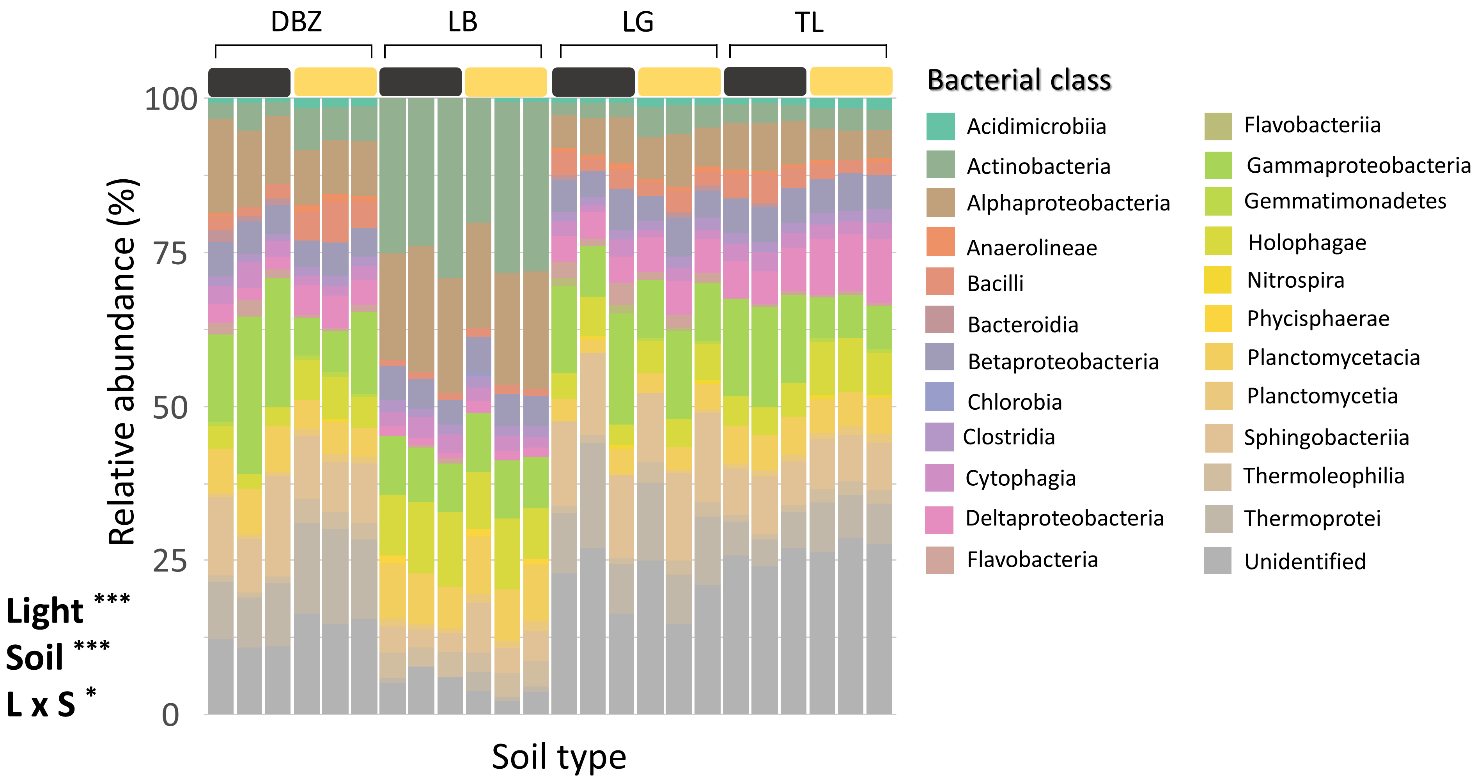 DBZ LB LG TL
100
75
50
25
0
Relative abundance (%)
Soil type
Light ***
Soil ***
L x S *
Bacterial class
Acidimicrobiia
Actinobacteria
Alphaproteobacteria
Anaerolineae
Bacilli
Bacteroidia
Betaproteobacteria
Chlorobia
Clostridia
Cytophagia
Deltaproteobacteria
Flavobacteria
Flavobacteriia
Gammaproteobacteria
Gemmatimonadetes
Holophagae
Nitrospira
Phycisphaerae
Planctomycetacia
Planctomycetia
Sphingobacteriia
Thermoleophilia
Thermoprotei
Unidentified